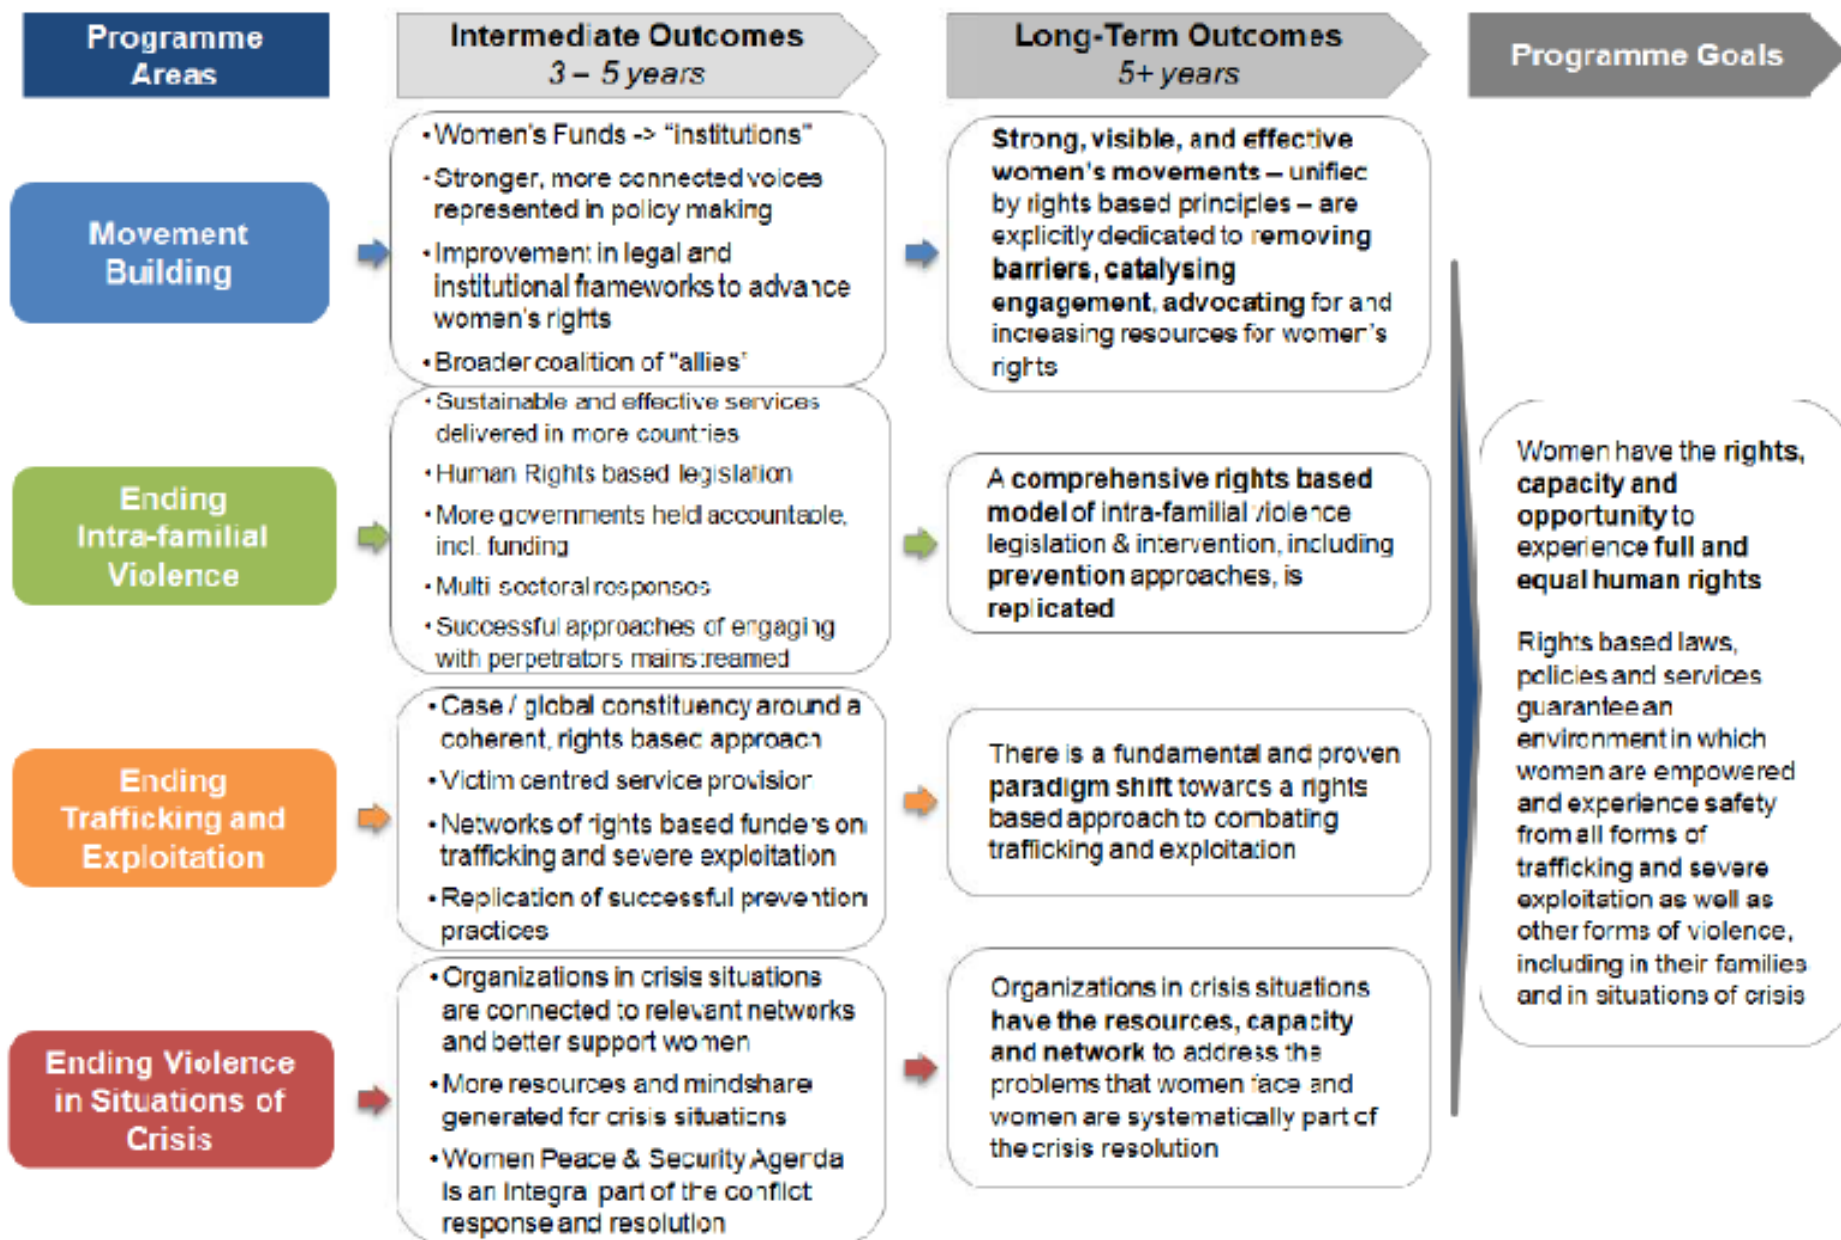 Programme
Areas
Intermediate Outcomes
3 – 5 years
Long-Term Outcomes
5+ years
Programme Goals
Movement
Building
• Women's Funds -> "institutions"
• Stronger, more connected voices
represented in policy making
• Improvement in legal and
institutional frameworks to advance
women's rights
• Broader coalition of "allies"
Strong, visible, and effective
women's movements – unified
by rights based principles – are
explicitly dedicated to removing
barriers, catalysing
engagement, advocating for and
increasing resources for women's
rights
Ending
Intra-familial
Violence
• Sustainable and effective services
delivered in more countries
• Human Rights based legislation
• More governments held accountable,
incl. funding
• Multi sectoral responses
• Successful approaches of engaging
with perpetrators mainstreamed
A comprehensive rights based
model of intra-familial violence
legislation & intervention, including
prevention approaches, is
replicated
Ending
Trafficking and
Exploitation
• Case / global constituency around a
coherent, rights based approach
• Victim centred service provision
• Networks of rights based funders on
trafficking and severe exploitation
• Replication of successful prevention
practices
There is a fundamental and proven
paradigm shift towards a rights
based approach to combating
trafficking and exploitation
Ending Violence
in Situations of
Crisis
• Organizations in crisis situations
are connected to relevant networks
and better support women
• More resources and mindshare
generated for crisis situations
• Women Peace & Security Agenda
is an integral part of the conflict
response and resolution
Organizations in crisis situations
have the resources, capacity
and network to address the
problems that women face and
women are systematically part of
the crisis resolution
Women have the rights,
capacity and
opportunity to
experience full and
equal human rights
Rights based laws,
policies and services
guarantee an
environment in which
women are empowered
and experience safety
from all forms of
trafficking and severe
exploitation as well as
other forms of violence,
including in their families
and in situations of crisis